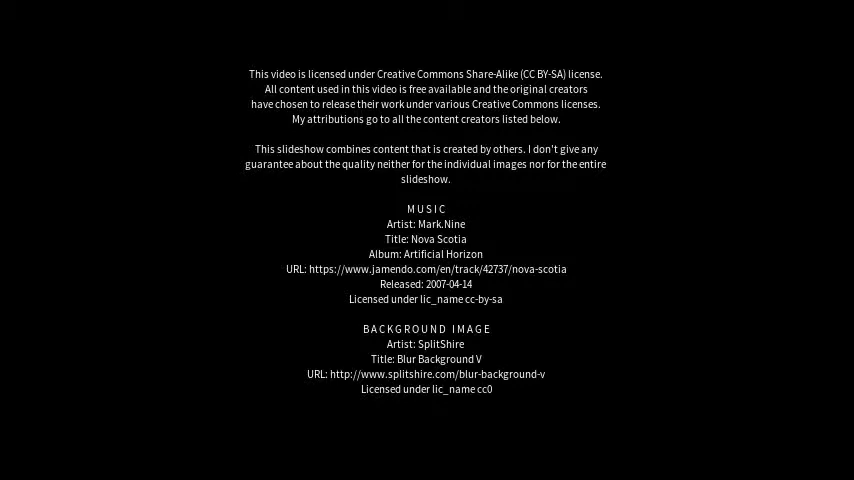 This video is licensed under Creative Commons Share-Alike (CC BY-SA) license.
All content used in this video is free available and the original creators
have chosen to release their work under various Creative Commons licenses.
My attributions go to all the content creators listed below.
This slideshow combines content that is created by others. I don't give any
guarantee about the quality neither for the individual images nor for the entire
slideshow.
MUSIC
Artist: Mark.Nine
Title: Nova Scotia
Album: Artificial Horizon
URL: https://www.jamendo.com/en/track/42737/nova-scotia
Released: 2007-04-14
Licensed under lic_name cc-by-sa
BACKGROUND IMAGE
Artist: SplitShire
Title: Blur Background V
URL: http://www.splitshire.com/blur-background-v
Licensed under lic_name cc0